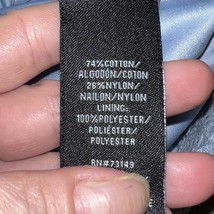 74%COTTON/
ALGODÓN/COTON
26%NYLON/
NAILON/NYLON
LINING:
100%POLYESTER/
POLIÉSTER/
POLYESTER
RN#73149